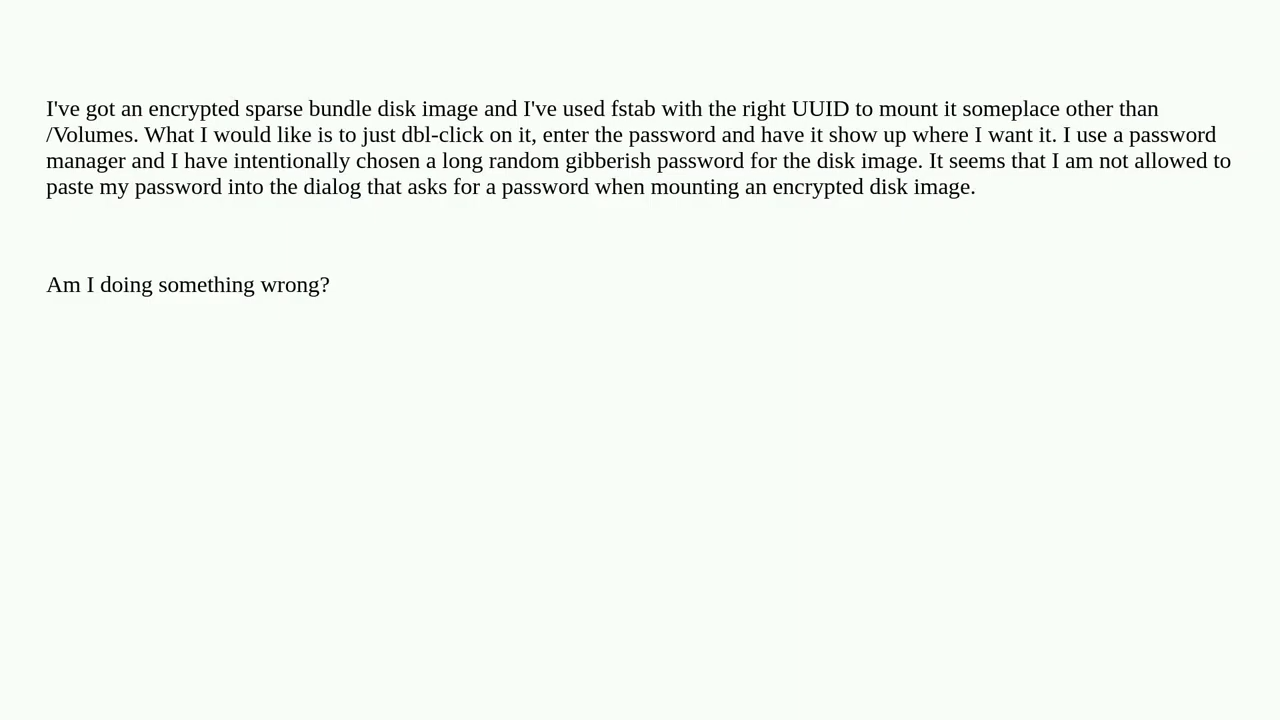 I've got an encrypted sparse bundle disk image and I've used fstab with the right UUID to mount it someplace other than
/Volumes. What I would like is to just dbl-click on it, enter the password and have it show up where I want it. I use a password
manager and I have intentionally chosen a long random gibberish password for the disk image. It seems that I am not allowed to
paste my password into the dialog that asks for a password when mounting an encrypted disk image.
Am I doing something wrong?